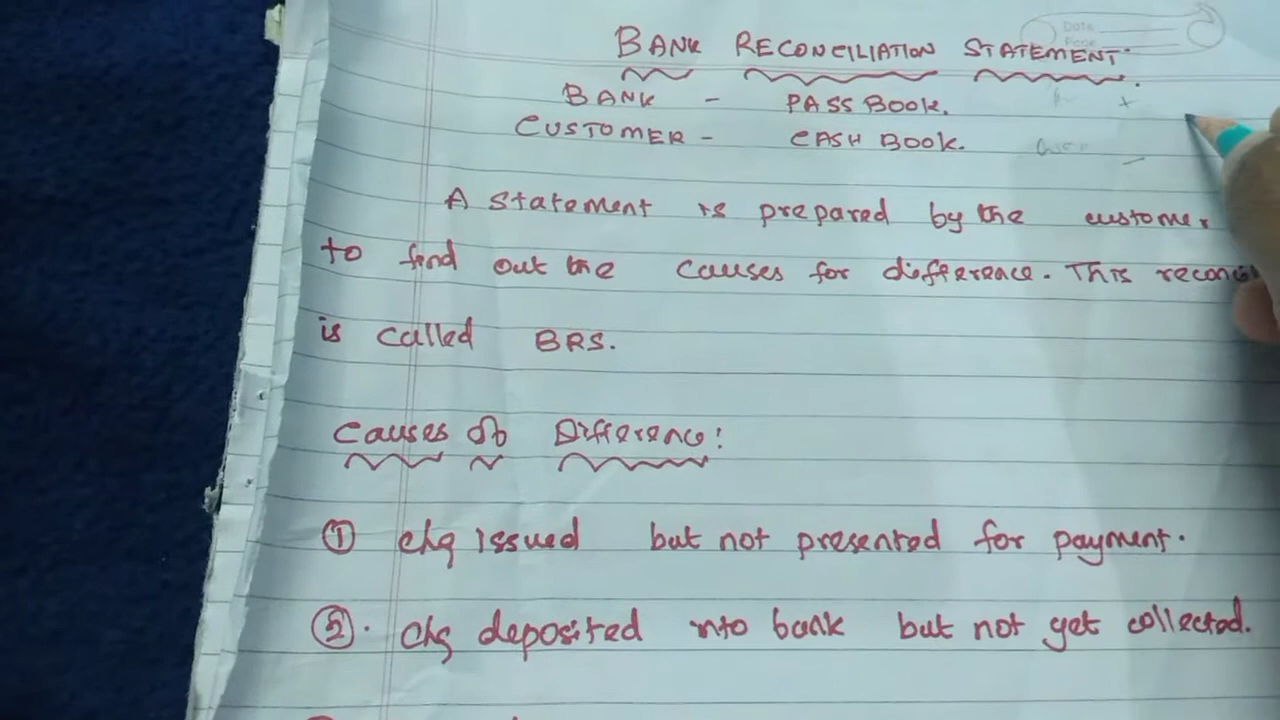 Date
BANK RECONCILIATION STATEMENT.
BANK - PASS BOOK.
CUSTOMER - CASH BOOK.
A statement is prepared by the customer
to find out the causes for difference. This
is called BRS.
Causes of Difference:
① chq issued but not presented for payment.
②. chq deposited into bank but not yet collected.